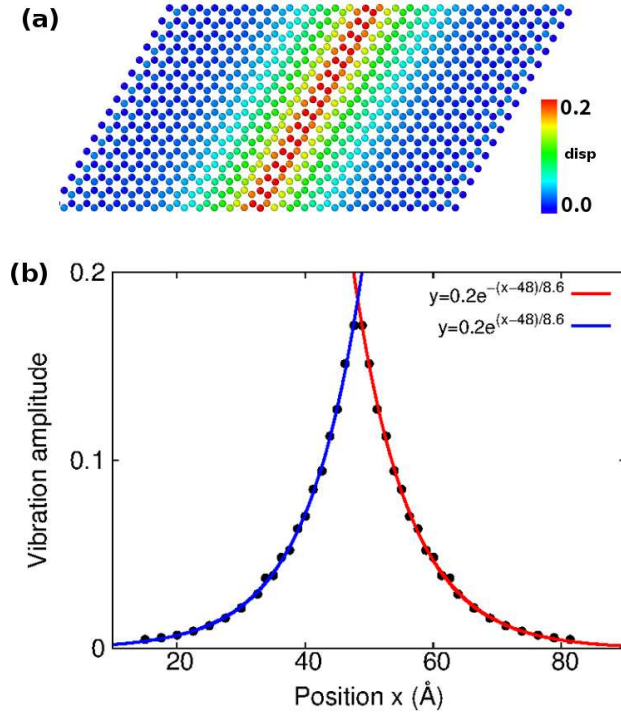 (a)
0.2
disp
0.0
(b)
0.2
y=0.2e^{-(x-48)/8.6}
y=0.2e^{(x-48)/8.6}
Vibration amplitude
0.1
0
20
40
60
80
Position x (Å)